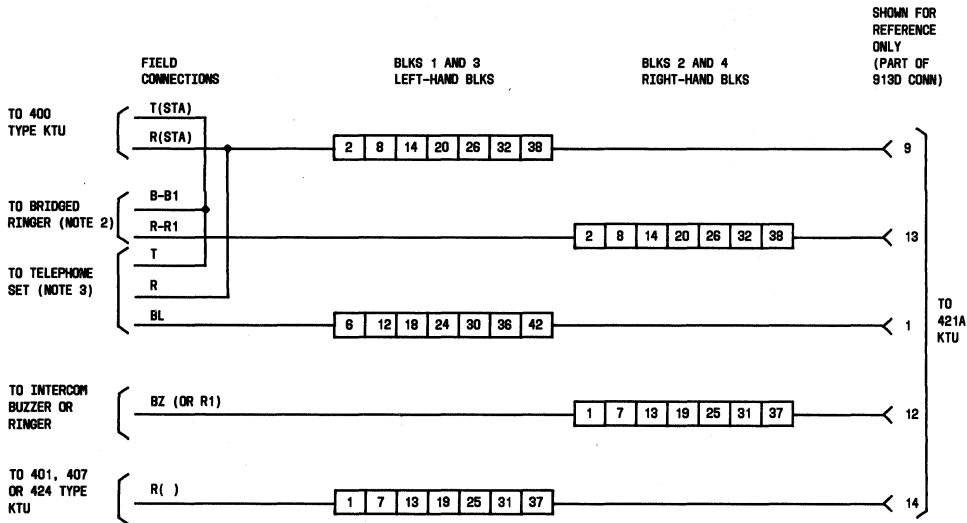 SHOWN FOR
REFERENCE
ONLY
(PART OF
913D CONN)
FIELD
CONNECTIONS
BLKS 1 AND 3
LEFT-HAND BLKS
BLKS 2 AND 4
RIGHT-HAND BLKS
TO 400
TYPE KTU
T(STA)
R(STA)
2 8 14 20 26 32 38
9
TO BRIDGED
RINGER (NOTE 2)
B-B1
R-R1
2 8 14 20 26 32 38
13
TO TELEPHONE
SET (NOTE 3)
T
R
BL
6 12 18 24 30 36 42
1
TO
421A
KTU
TO INTERCOM
BUZZER OR
RINGER
BZ (OR R1)
1 7 13 19 25 31 37
12
TO 401, 407
OR 424 TYPE
KTU
R( )
1 7 13 19 25 31 37
14